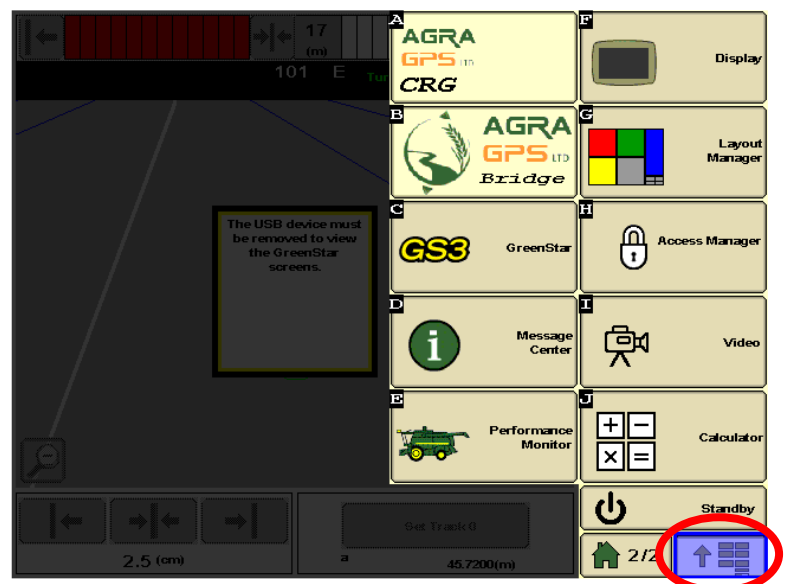 17
(m)
101 E Tur
The USB device must
be removed to view
the GreenStar
screens.
2.5 (cm)
Set Track 0
a
45.7200(m)
A
AGRA
GPS LTD
CRG
B
AGRA
GPS LTD
Bridge
C
GS3
GreenStar
D
i
Message
Center
E
Performance
Monitor
F
Display
G
Layout
Manager
H
Access Manager
I
Video
J
+ −
× =
Calculator
Standby
2/2